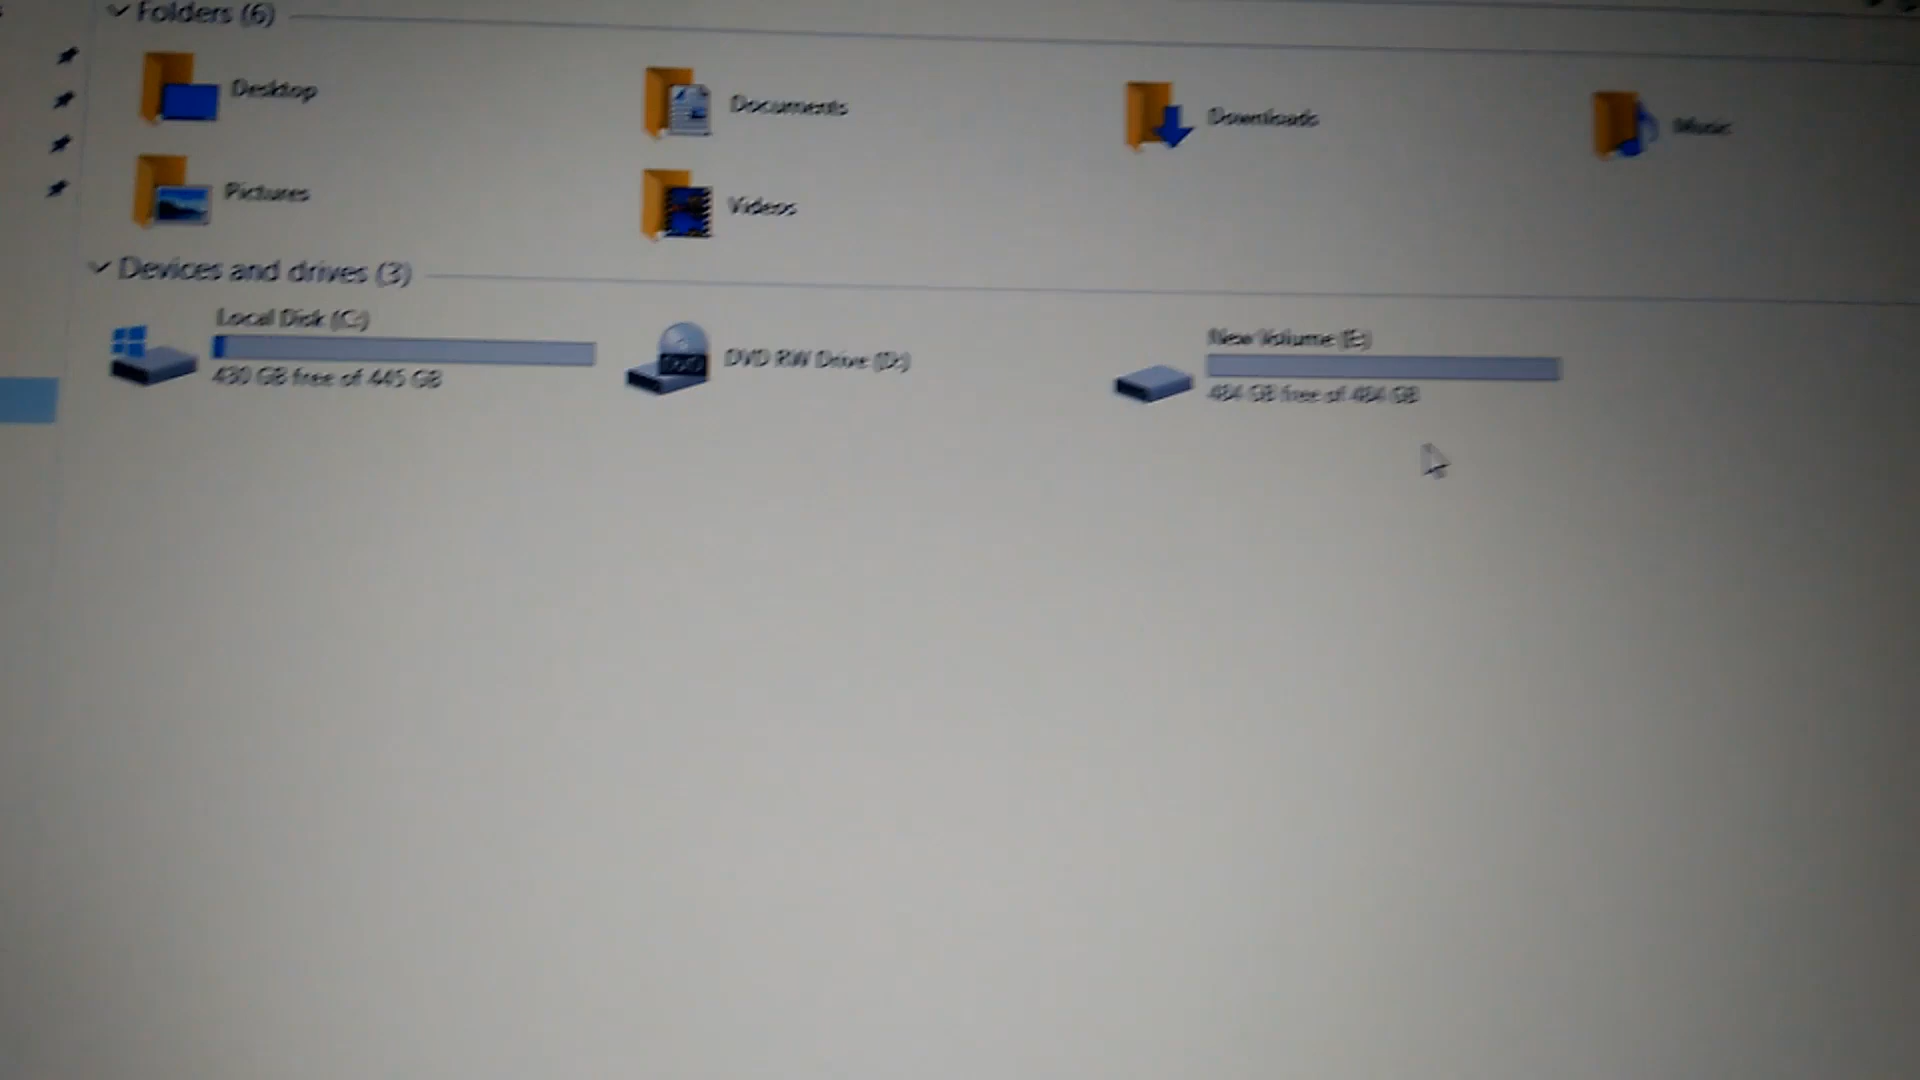 Folders (6)
Desktop
Documents
Downloads
Music
Pictures
Videos
Devices and drives (3)
Local Disk (C:)
430 GB free of 445 GB
DVD RW Drive (D:)
New Volume (E:)
484 GB free of 484 GB